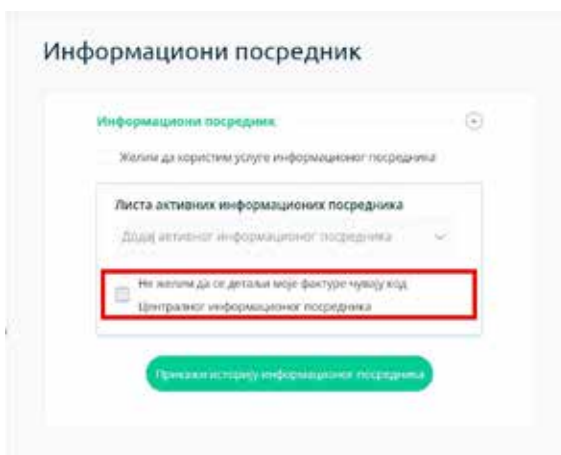 Информациони посредник
Информациони посредник
Желим да користим услуге информационог посредника
Листа активних информационих посредника
Додај активног информационог посредника
Не желим да се детаљи моје фактуре чувају код
Централног информационог посредника
Прикажи историју информационог посредника